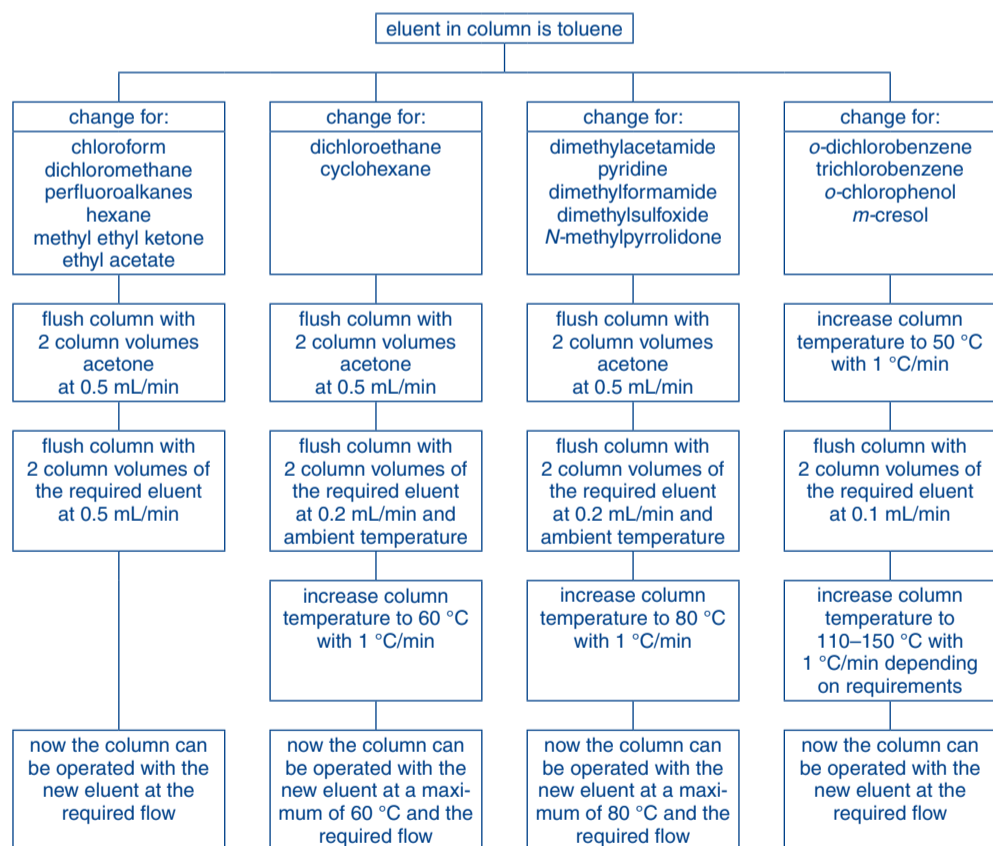 eluent in column is toluene
change for:
chloroform
dichloromethane
perfluoroalkanes
hexane
methyl ethyl ketone
ethyl acetate
flush column with
2 column volumes
acetone
at 0.5 mL/min
flush column with
2 column volumes of
the required eluent
at 0.5 mL/min
now the column can
be operated with the
new eluent at the
required flow
change for:
dichloroethane
cyclohexane
flush column with
2 column volumes
acetone
at 0.5 mL/min
flush column with
2 column volumes of
the required eluent
at 0.2 mL/min and
ambient temperature
increase column
temperature to 60 °C
with 1 °C/min
now the column can
be operated with the
new eluent at a maxi-
mum of 60 °C and the
required flow
change for:
dimethylacetamide
pyridine
dimethylformamide
dimethylsulfoxide
N-methylpyrrolidone
flush column with
2 column volumes
acetone
at 0.5 mL/min
flush column with
2 column volumes of
the required eluent
at 0.2 mL/min and
ambient temperature
increase column
temperature to 80 °C
with 1 °C/min
now the column can
be operated with the
new eluent at a maxi-
mum of 80 °C and the
required flow
change for:
o-dichlorobenzene
trichlorobenzene
o-chlorophenol
m-cresol
increase column
temperature to 50 °C
with 1 °C/min
flush column with
2 column volumes of
the required eluent
at 0.1 mL/min
increase column
temperature to
110–150 °C with
1 °C/min depending
on requirements
now the column can
be operated with the
new eluent at the
required flow